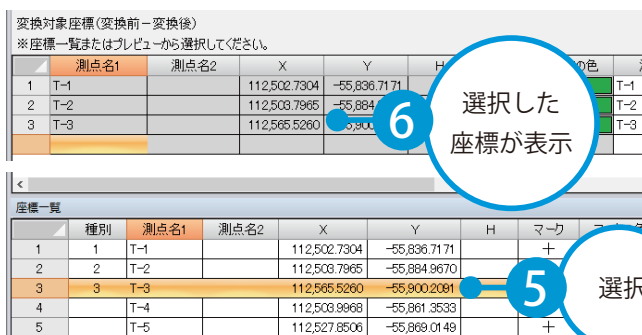 変換対象座標(変換前－変換後)
※座標一覧またはプレビューから選択してください。
測点名1 測点名2 X Y H の色
1 T-1 112,502.7304 -55,836.7171 T-1
2 T-2 112,503.7965 -55,884 T-2
3 T-3 112,565.5260 T-3
6 選択した
座標が表示
座標一覧
種別 測点名1 測点名2 X Y H マーク
1 1 T-1 112,502.7304 -55,836.7171 +
2 2 T-2 112,503.7965 -55,884.9670
3 3 T-3 112,565.5260 -55,900.2091
4 T-4 112,503.9968 -55,861.3533
5 T-5 112,527.8506 -55,869.0149 +
5 選択